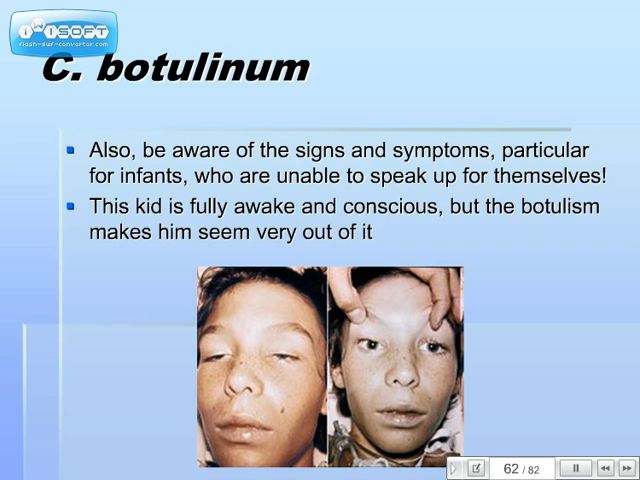 iWiSOFT
flash-swf-converter.com
C. botulinum
Also, be aware of the signs and symptoms, particular
for infants, who are unable to speak up for themselves!
This kid is fully awake and conscious, but the botulism
makes him seem very out of it
62 / 82